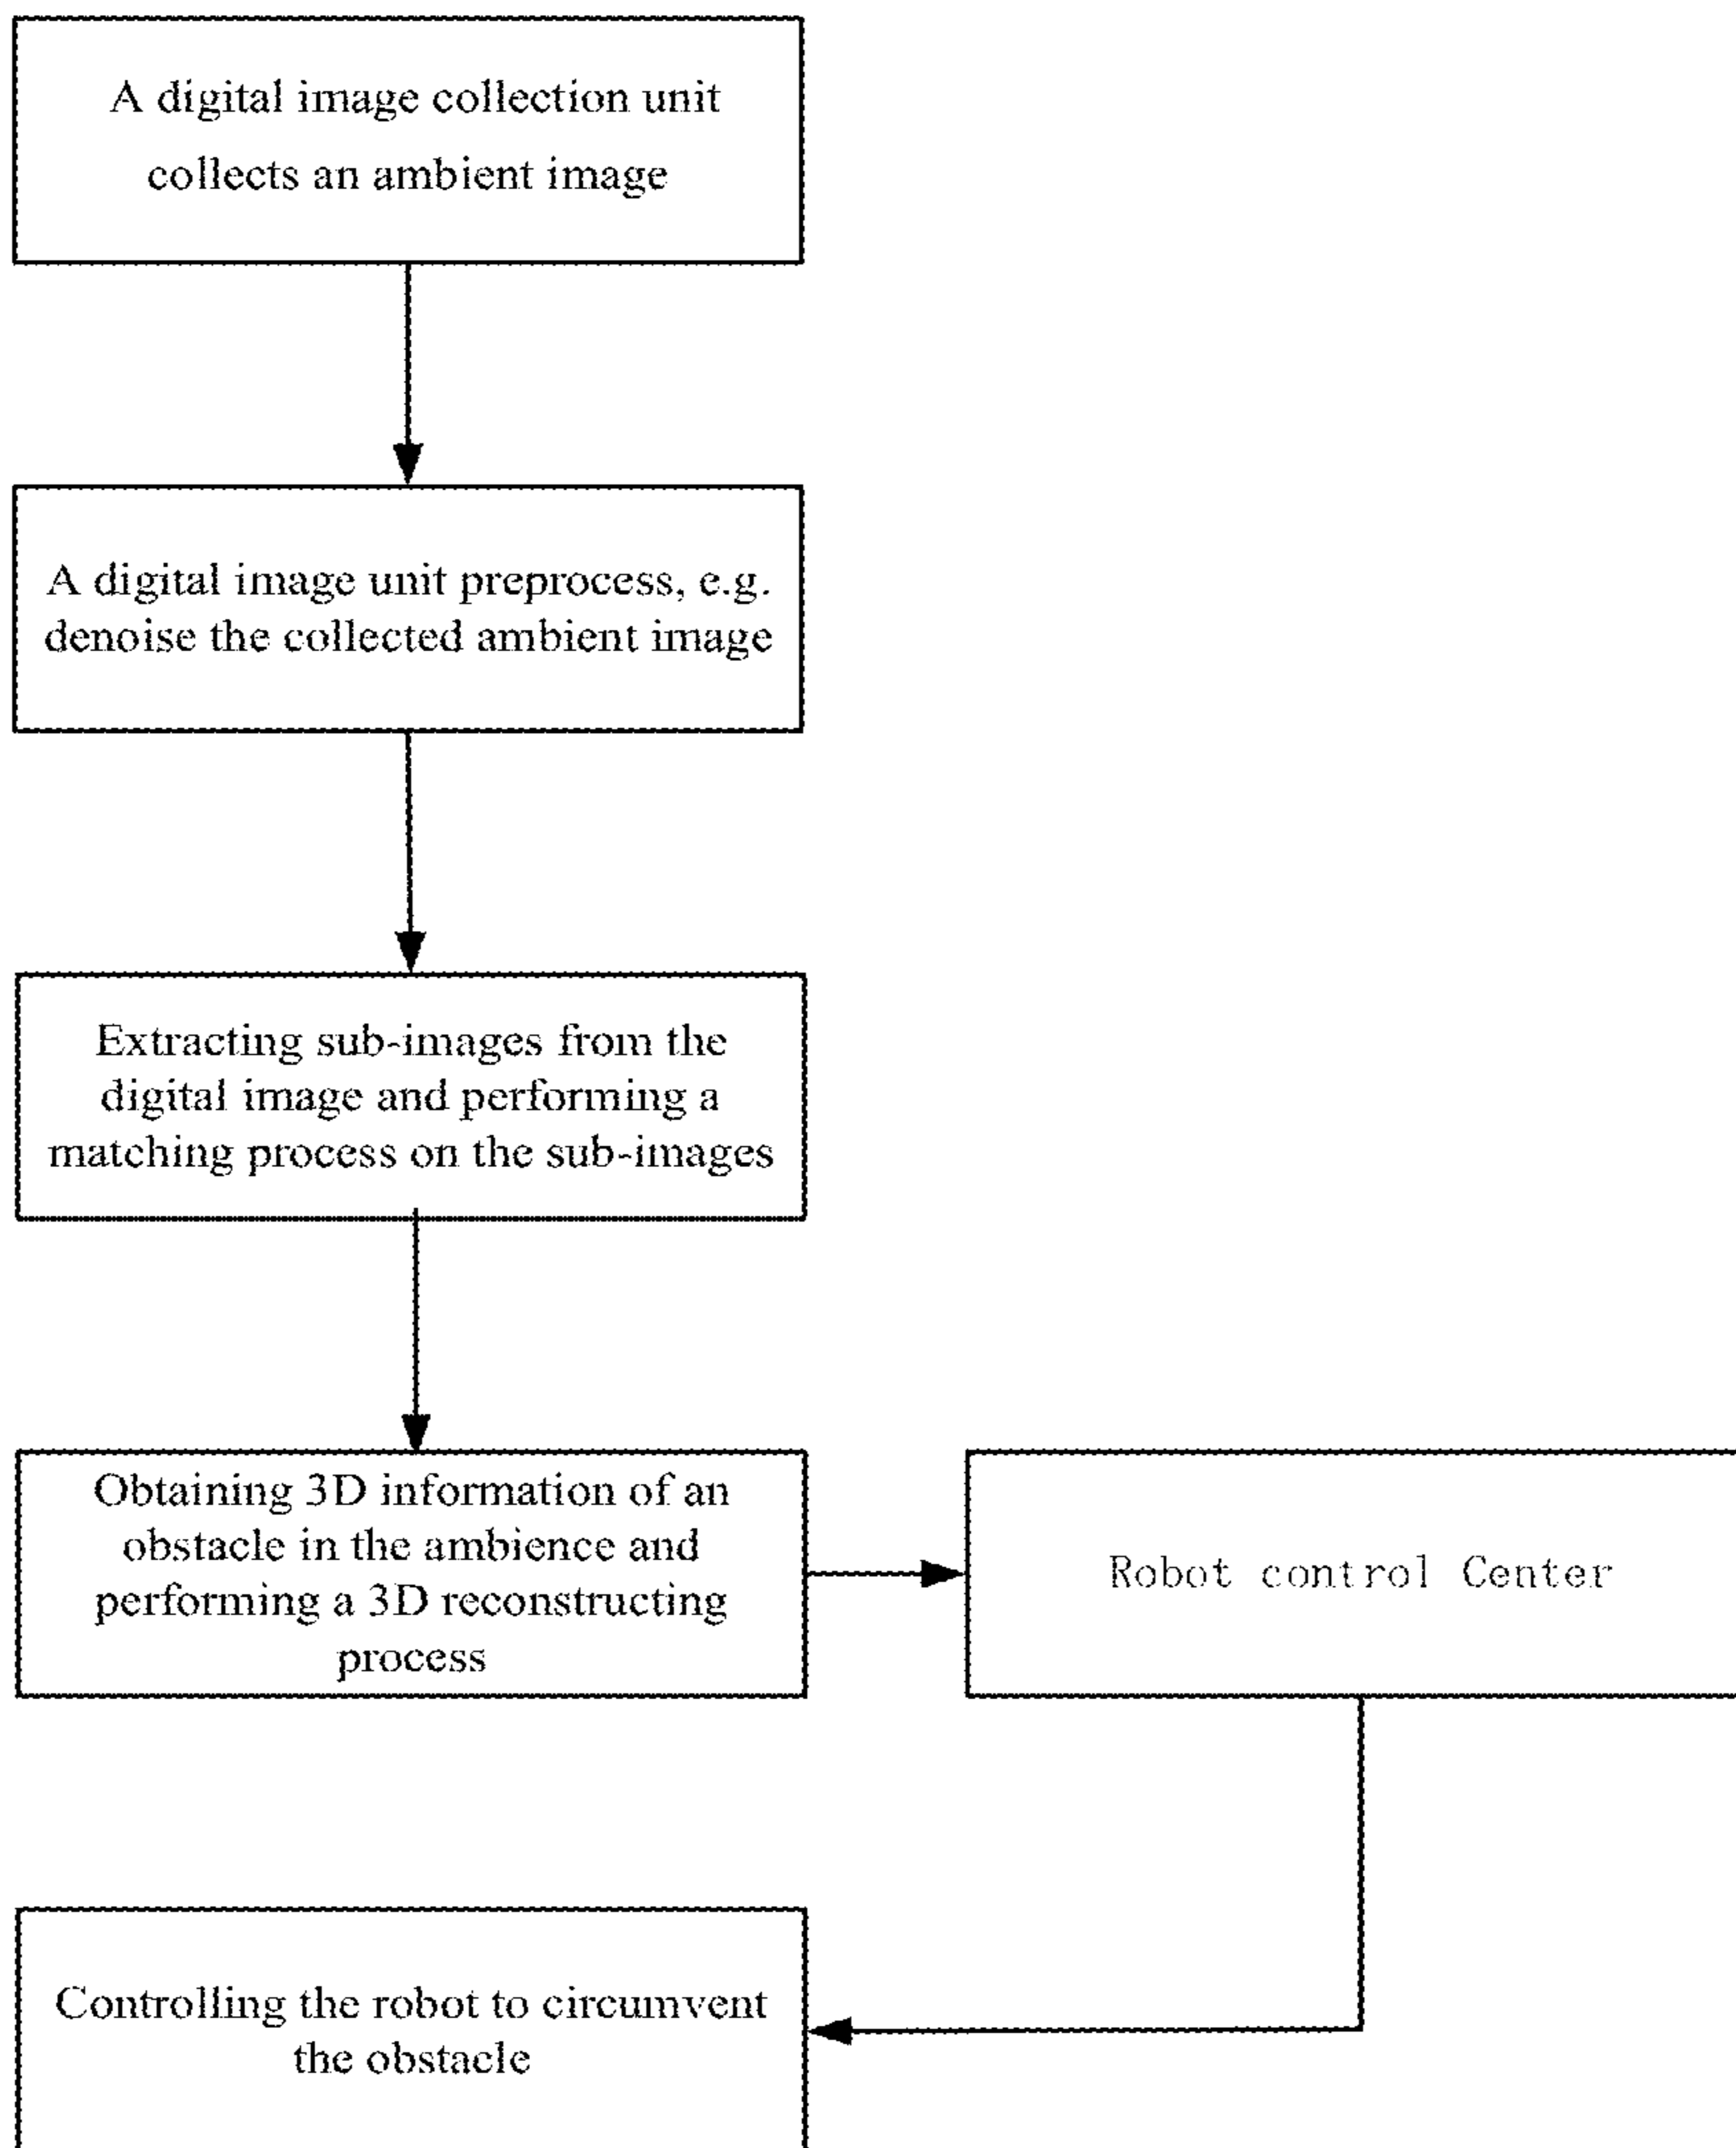 A digital image collection unit
collects an ambient image
A digital image unit preprocess, e.g.
denoise the collected ambient image
Extracting sub-images from the
digital image and performing a
matching process on the sub-images
Obtaining 3D information of an
obstacle in the ambience and
performing a 3D reconstructing
process
Robot control Center
Controlling the robot to circumvent
the obstacle